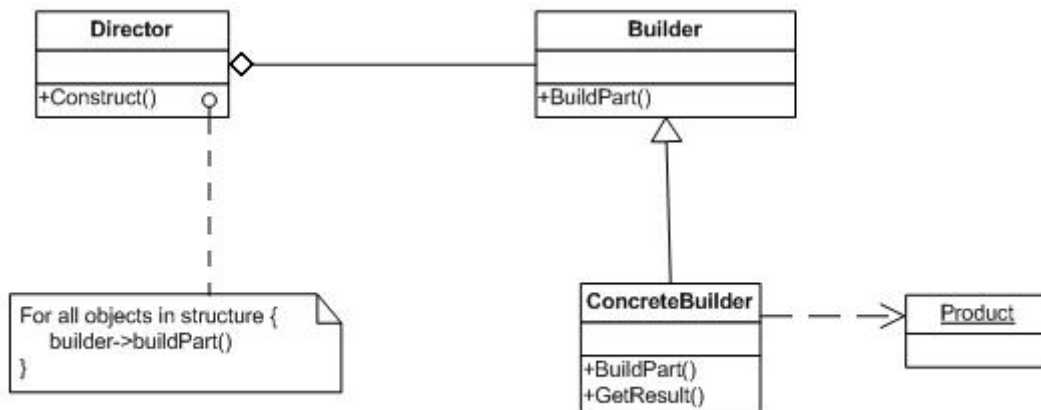 Director
+Construct()
Builder
+BuildPart()
For all objects in structure {
builder->buildPart()
}
ConcreteBuilder
+BuildPart()
+GetResult()
Product